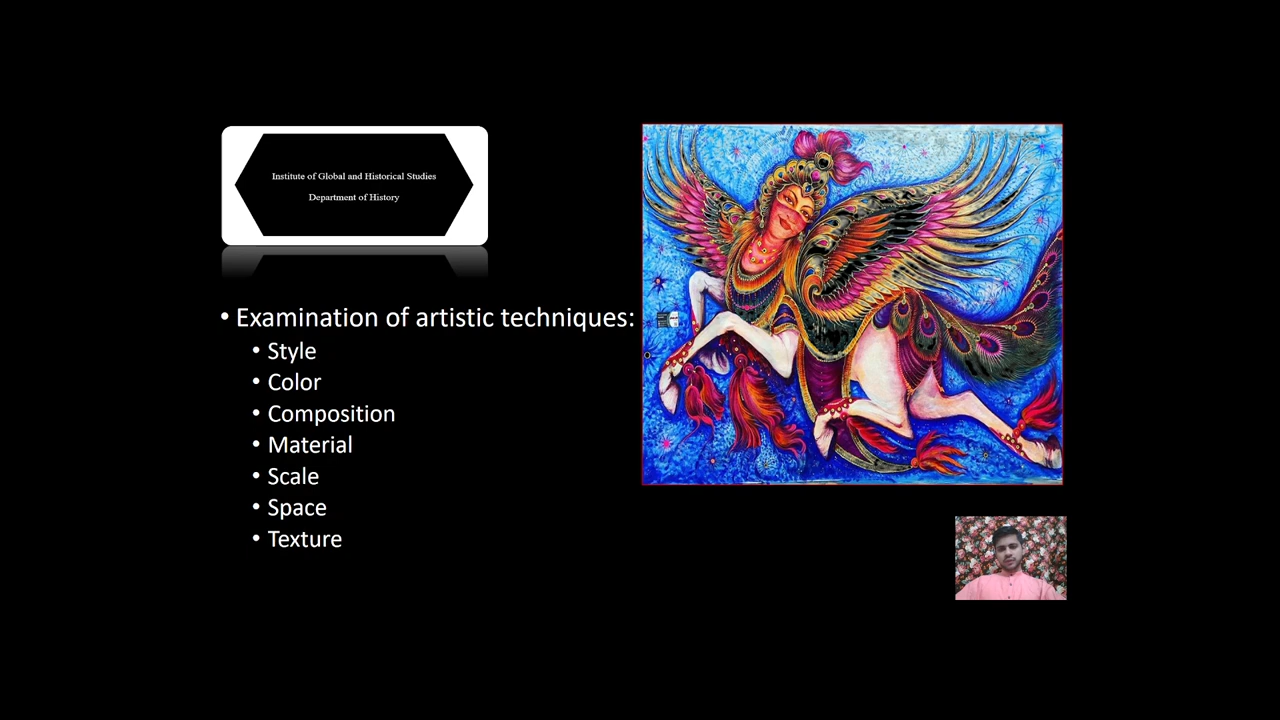 Institute of Global and Historical Studies
Department of History
• Examination of artistic techniques:
• Style
• Color
• Composition
• Material
• Scale
• Space
• Texture